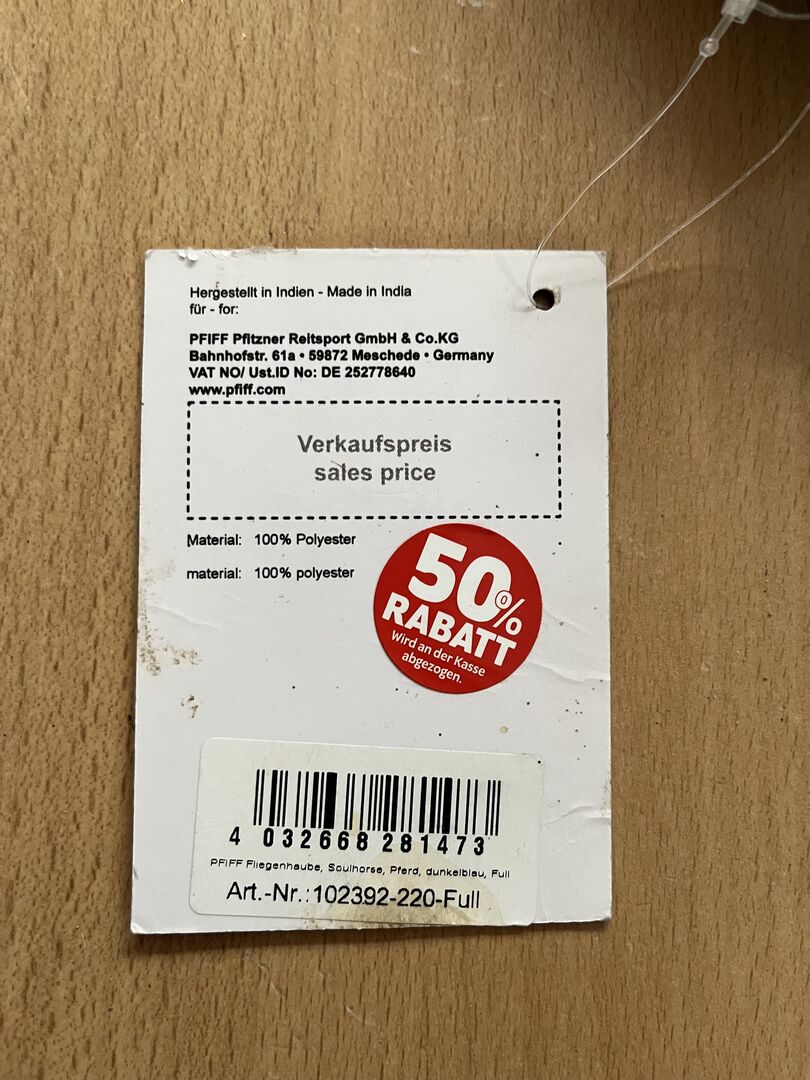 Hergestellt in Indien - Made in India
für - for:
PFIFF Pfitzner Reitsport GmbH & Co.KG
Bahnhofstr. 61a • 59872 Meschede • Germany
VAT NO/ Ust.ID No: DE 252778640
www.pfiff.com
Verkaufspreis
sales price
Material: 100% Polyester
material: 100% polyester
50%
RABATT
Wird an der Kasse
abgezogen.
4 032668 281473
PFIFF Fliegenhaube, Soulhorse, Pferd, dunkelblau, Full
Art.-Nr.:102392-220-Full